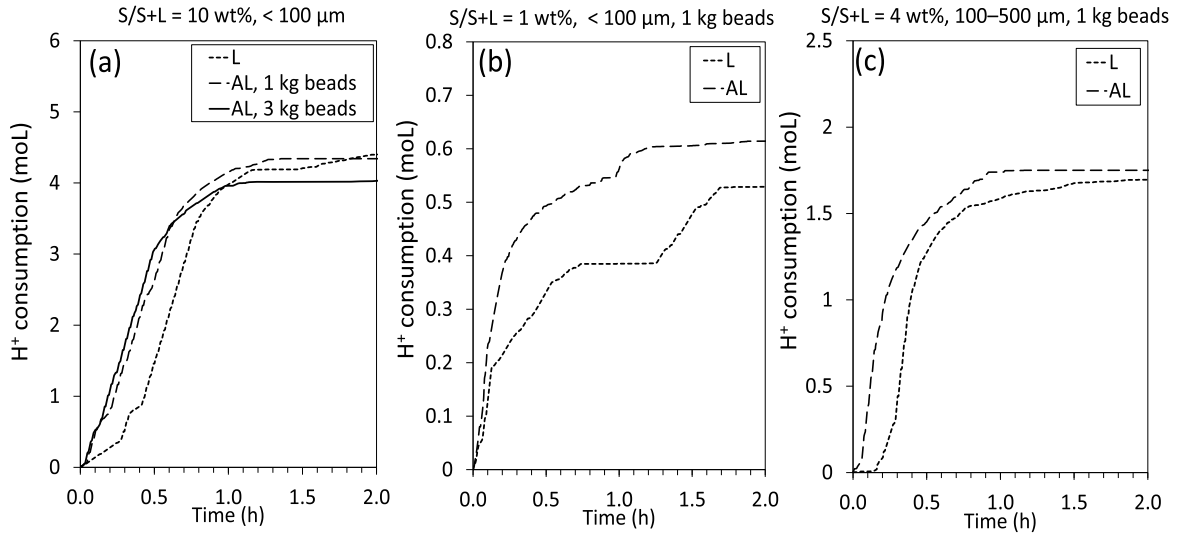 S/S+L = 10 wt%, < 100 μm
(a)
L
AL, 1 kg beads
AL, 3 kg beads
H⁺ consumption (moL)
6
5
4
3
2
1
0
0.0 0.5 1.0 1.5 2.0
Time (h)
S/S+L = 1 wt%, < 100 μm, 1 kg beads
(b)
L
AL
H⁺ consumption (moL)
0.8
0.7
0.6
0.5
0.4
0.3
0.2
0.1
0
0.0 0.5 1.0 1.5 2.0
Time (h)
S/S+L = 4 wt%, 100–500 μm, 1 kg beads
(c)
L
AL
H⁺ consumption (moL)
2.5
2
1.5
1
0.5
0
0.0 0.5 1.0 1.5 2.0
Time (h)